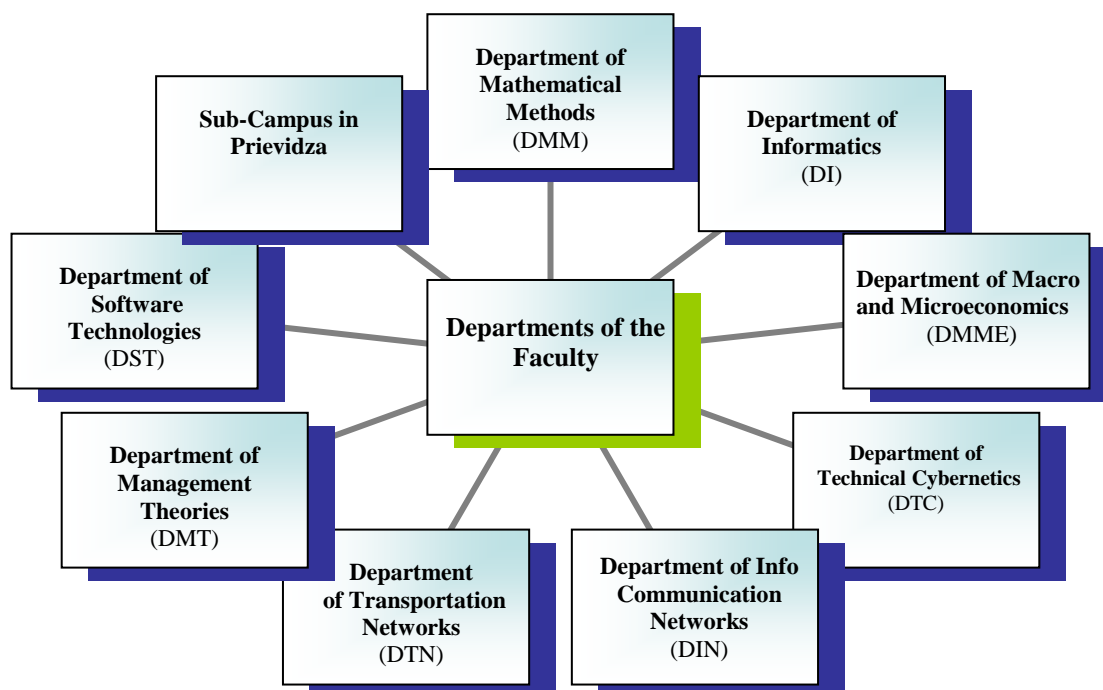 Department of
Mathematical
Methods
(DMM)
Sub-Campus in
Prievidza
Department of
Informatics
(DI)
Department of
Software
Technologies
(DST)
Departments of the
Faculty
Department of Macro
and Microeconomics
(DMME)
Department of
Management
Theories
(DMT)
Department of
Technical Cybernetics
(DTC)
Department
of Transportation
Networks
(DTN)
Department of Info
Communication
Networks
(DIN)